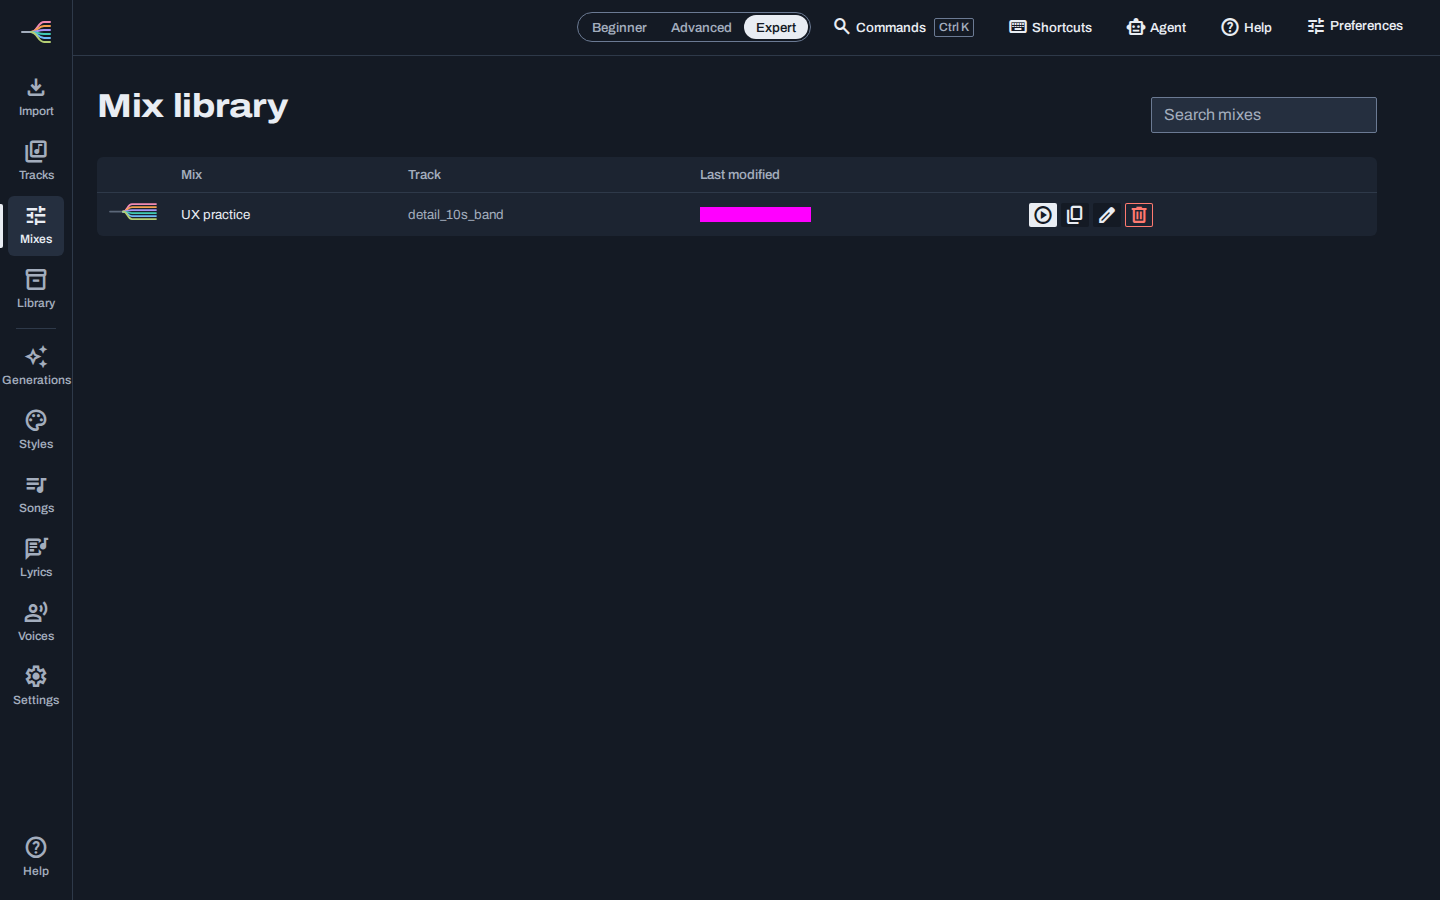 Beginner Advanced Expert Commands Ctrl K Shortcuts Agent Help Preferences
Import
Tracks
Mixes
Library
Generations
Styles
Songs
Lyrics
Voices
Settings
Help
Mix library
Search mixes
Mix Track Last modified
UX practice detail_10s_band